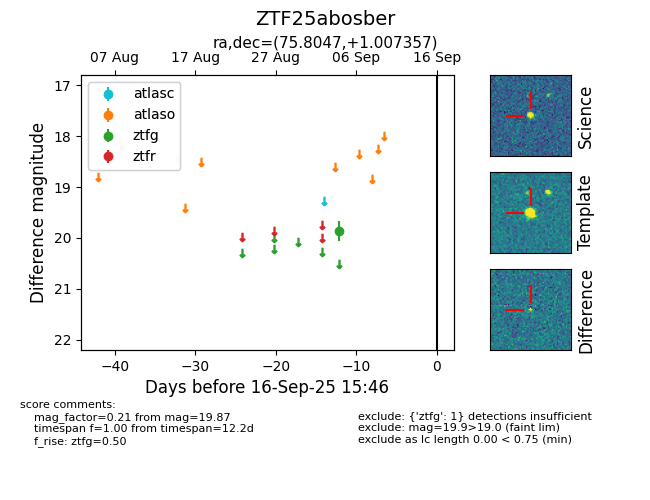 ZTF25abosber
ra,dec=(75.8047,+1.007357)
07 Aug 17 Aug 27 Aug 06 Sep 16 Sep
atlasc
atlaso
ztfg
ztfr
17
18
19
20
21
22
Difference magnitude
−40 −30 −20 −10 0
Days before 16-Sep-25 15:46
Science
Template
Difference
score comments:
mag_factor=0.21 from mag=19.87
timespan f=1.00 from timespan=12.2d
f_rise: ztfg=0.50
exclude: {'ztfg': 1} detections insufficient
exclude: mag=19.9>19.0 (faint lim)
exclude as lc length 0.00 < 0.75 (min)